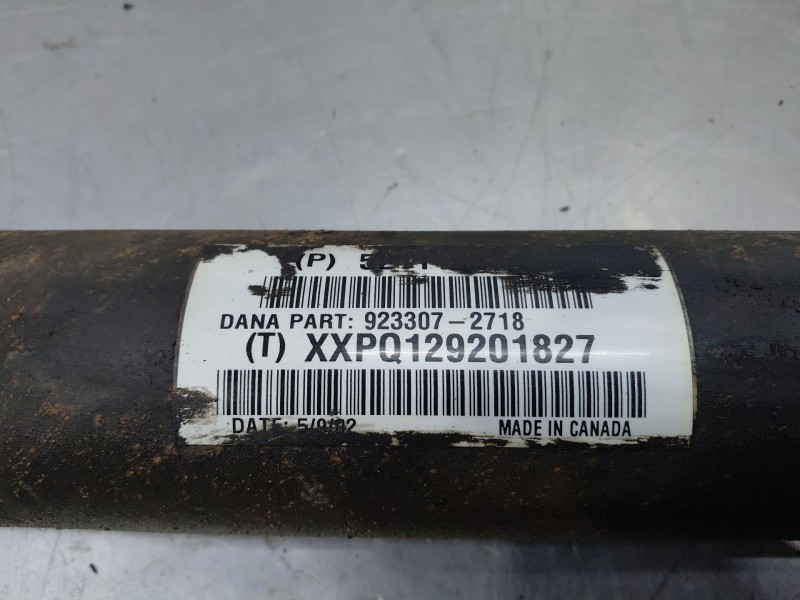 (P)
DANA PART: 923307-2718
(T) XXPQ129201827
DATE: 5/9/02
MADE IN CANADA